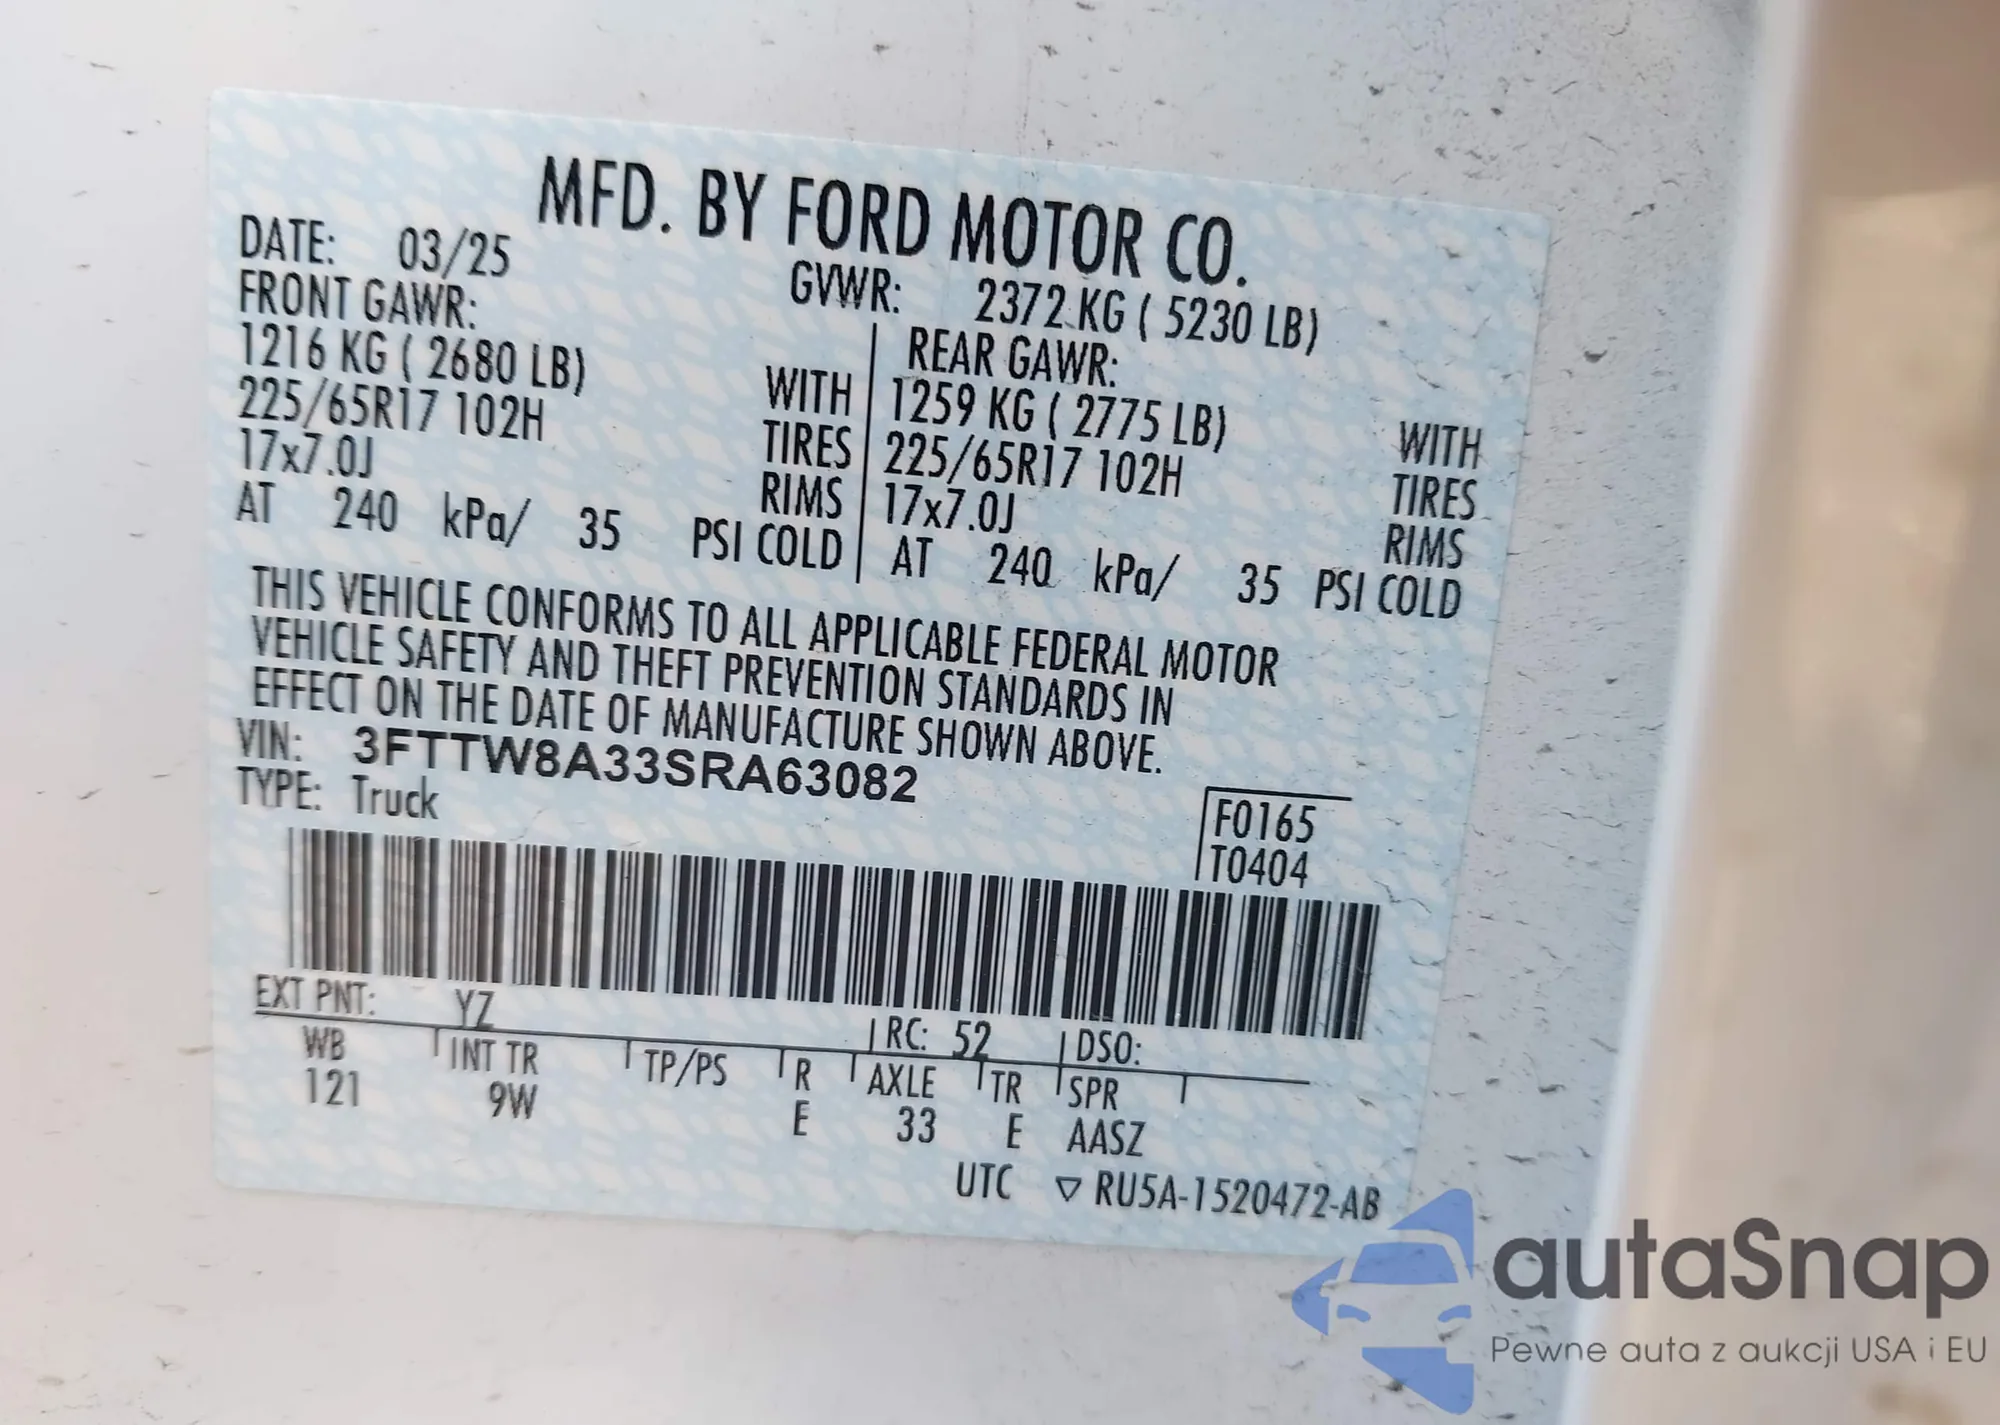 MFD. BY FORD MOTOR CO.
DATE: 03/25
GVWR: 2372 KG ( 5230 LB)
FRONT GAWR:
1216 KG ( 2680 LB) WITH
225/65R17 102H TIRES
17x7.0J RIMS
AT 240 kPa/ 35 PSI COLD
REAR GAWR:
1259 KG ( 2775 LB) WITH
225/65R17 102H TIRES
17x7.0J RIMS
AT 240 kPa/ 35 PSI COLD
THIS VEHICLE CONFORMS TO ALL APPLICABLE FEDERAL MOTOR
VEHICLE SAFETY AND THEFT PREVENTION STANDARDS IN
EFFECT ON THE DATE OF MANUFACTURE SHOWN ABOVE.
VIN: 3FTTW8A33SRA63082
TYPE: Truck
F0165
T0404
EXT PNT: YZ RC: 52 DSO:
WB INT TR TP/PS R AXLE TR SPR
121 9W E 33 E AASZ
UTC ▽ RU5A-1520472-AB
autaSnap
Pewne auta z aukcji USA i EU